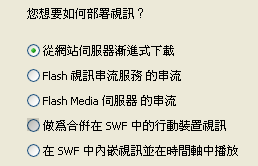 您想要如何部署視訊？
從網站伺服器漸進式下載
Flash 視訊串流服務 的串流
Flash Media 伺服器 的串流
做為合併在 SWF 中的行動裝置視訊
在 SWF 中內嵌視訊並在時間軸中播放